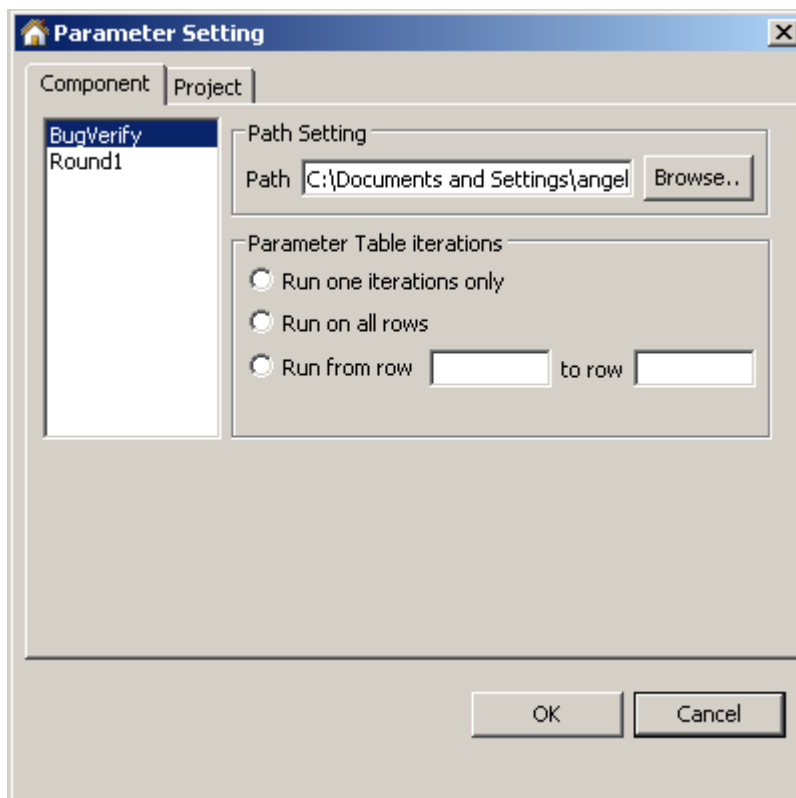 Parameter Setting
Component Project
BugVerify
Round1
Path Setting
Path C:\Documents and Settings\angel Browse..
Parameter Table iterations
Run one iterations only
Run on all rows
Run from row to row
OK Cancel